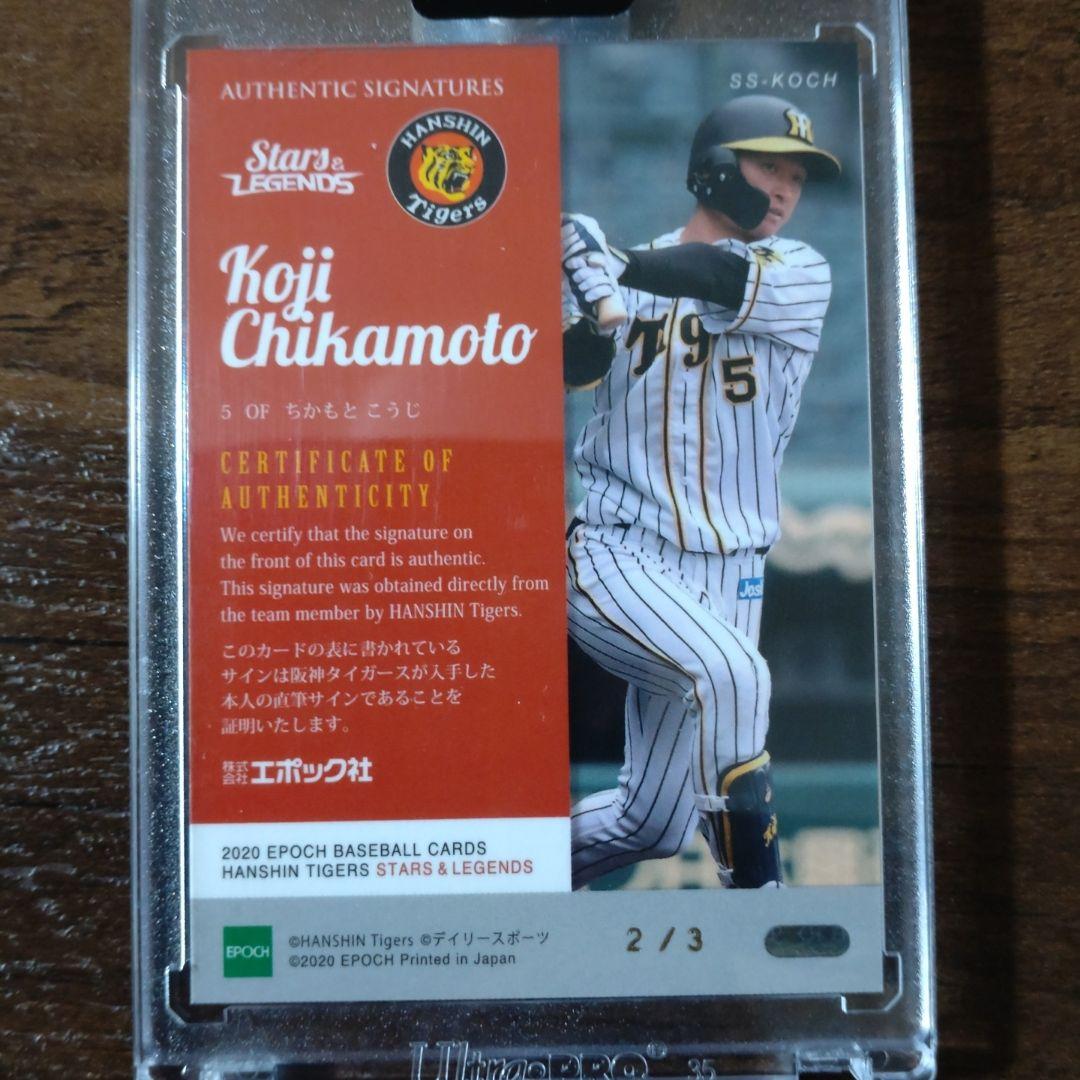 AUTHENTIC SIGNATURES
SS-KOCH
Stars &
LEGENDS
HANSHIN
Tigers
Koji
Chikamoto
5 OF ちかもと こうじ
CERTIFICATE OF
AUTHENTICITY
We certify that the signature on
the front of this card is authentic.
This signature was obtained directly from
the team member by HANSHIN Tigers.
このカードの表に書かれている
サインは阪神タイガースが入手した
本人の直筆サインであることを
証明いたします。
株式
会社 エポック社
5
2020 EPOCH BASEBALL CARDS
HANSHIN TIGERS STARS & LEGENDS
EPOCH
©HANSHIN Tigers ©デイリースポーツ
©2020 EPOCH Printed in Japan
2/3
Ultra•PRO® 35